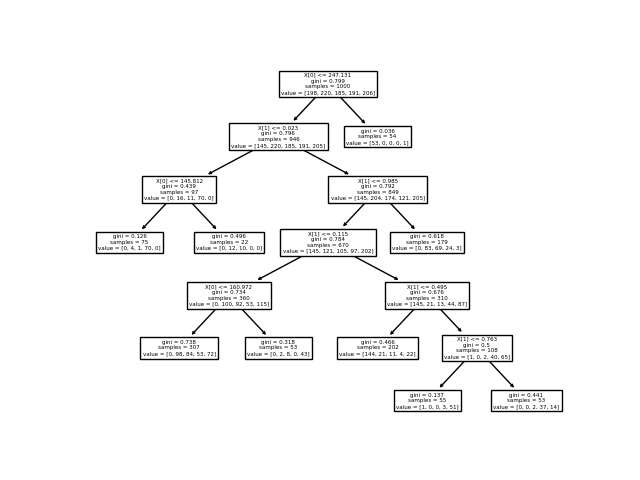 X[0] <= 247.131
gini = 0.799
samples = 1000
value = [198, 220, 185, 191, 206]
X[1] <= 0.023
gini = 0.796
samples = 946
value = [145, 220, 185, 191, 205]
gini = 0.036
samples = 54
value = [53, 0, 0, 0, 1]
X[0] <= 145.812
gini = 0.439
samples = 97
value = [0, 16, 11, 70, 0]
X[1] <= 0.985
gini = 0.792
samples = 849
value = [145, 204, 174, 121, 205]
gini = 0.126
samples = 75
value = [0, 4, 1, 70, 0]
gini = 0.496
samples = 22
value = [0, 12, 10, 0, 0]
X[1] <= 0.115
gini = 0.784
samples = 670
value = [145, 121, 105, 97, 202]
gini = 0.618
samples = 179
value = [0, 83, 69, 24, 3]
X[0] <= 160.972
gini = 0.734
samples = 360
value = [0, 100, 92, 53, 115]
X[1] <= 0.495
gini = 0.676
samples = 310
value = [145, 21, 13, 44, 87]
gini = 0.738
samples = 307
value = [0, 98, 84, 53, 72]
gini = 0.318
samples = 53
value = [0, 2, 8, 0, 43]
gini = 0.466
samples = 202
value = [144, 21, 11, 4, 22]
X[1] <= 0.763
gini = 0.5
samples = 108
value = [1, 0, 2, 40, 65]
gini = 0.137
samples = 55
value = [1, 0, 0, 3, 51]
gini = 0.441
samples = 53
value = [0, 0, 2, 37, 14]